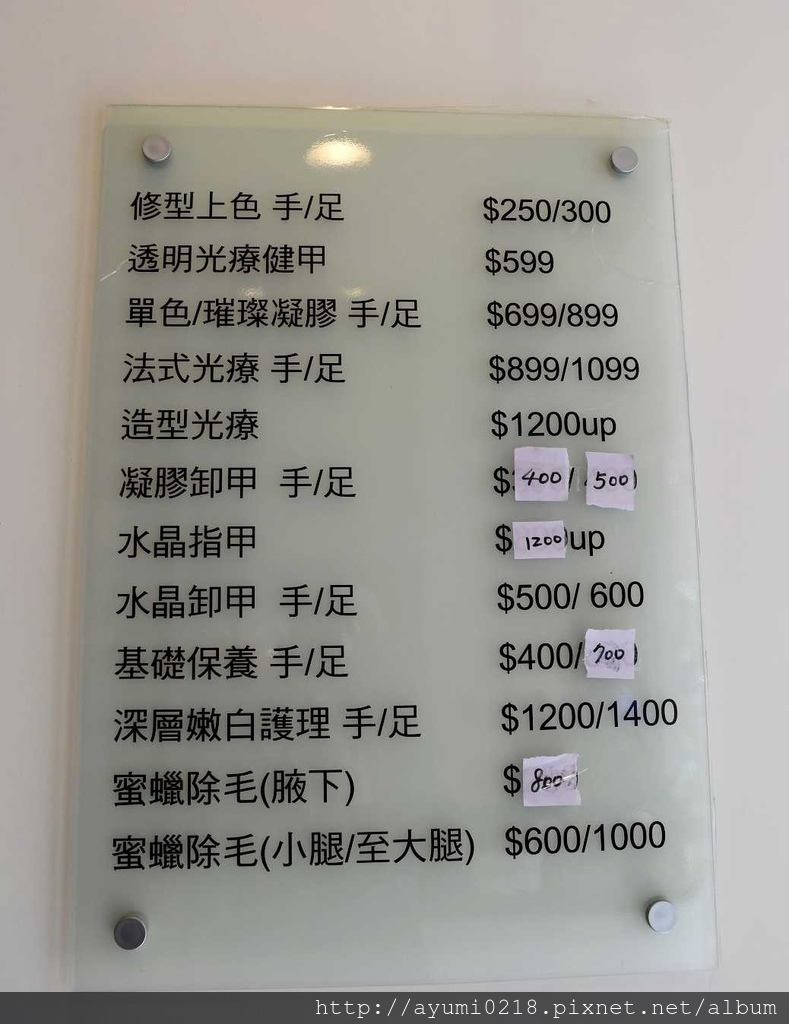 修型上色 手/足 $250/300
透明光療健甲 $599
單色/璀璨凝膠 手/足 $699/899
法式光療 手/足 $899/1099
造型光療 $1200up
凝膠卸甲 手/足 $400/500
水晶指甲 $1200up
水晶卸甲 手/足 $500/ 600
基礎保養 手/足 $400/700
深層嫩白護理 手/足 $1200/1400
蜜蠟除毛(腋下) $800
蜜蠟除毛(小腿/至大腿) $600/1000
http://ayumi0218.pixnet.net/album